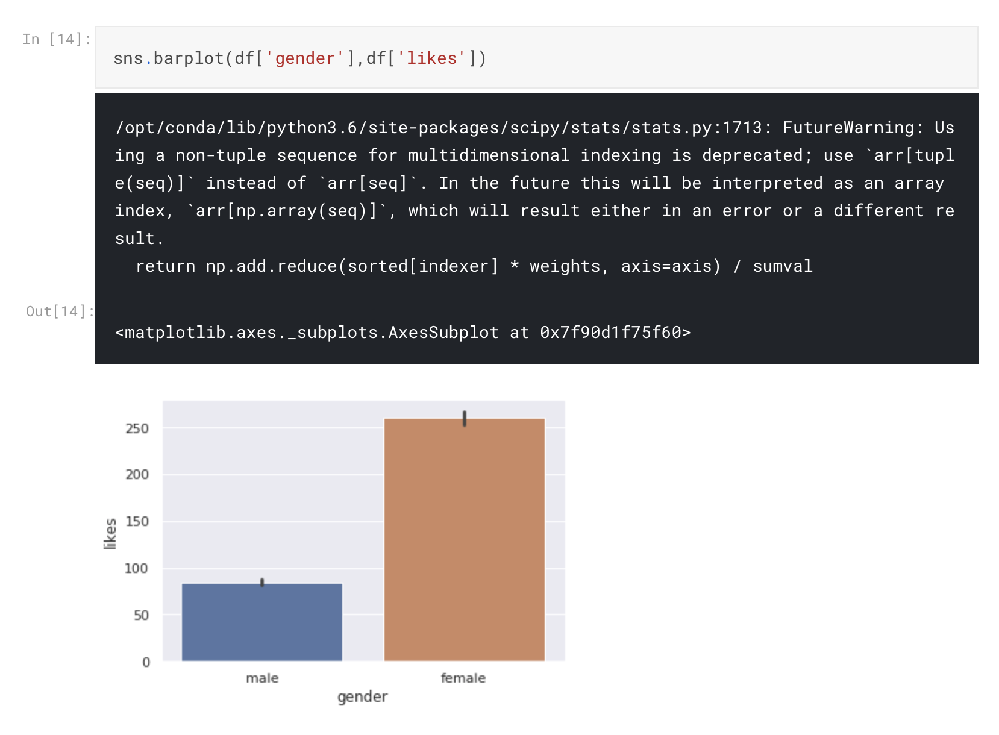 In [14]:
sns.barplot(df['gender'],df['likes'])
/opt/conda/lib/python3.6/site-packages/scipy/stats/stats.py:1713: FutureWarning: Us
ing a non-tuple sequence for multidimensional indexing is deprecated; use `arr[tupl
e(seq)]` instead of `arr[seq]`. In the future this will be interpreted as an array
index, `arr[np.array(seq)]`, which will result either in an error or a different re
sult.
  return np.add.reduce(sorted[indexer] * weights, axis=axis) / sumval
Out[14]:
<matplotlib.axes._subplots.AxesSubplot at 0x7f90d1f75f60>
250
200
150
likes
100
50
0
male female
gender